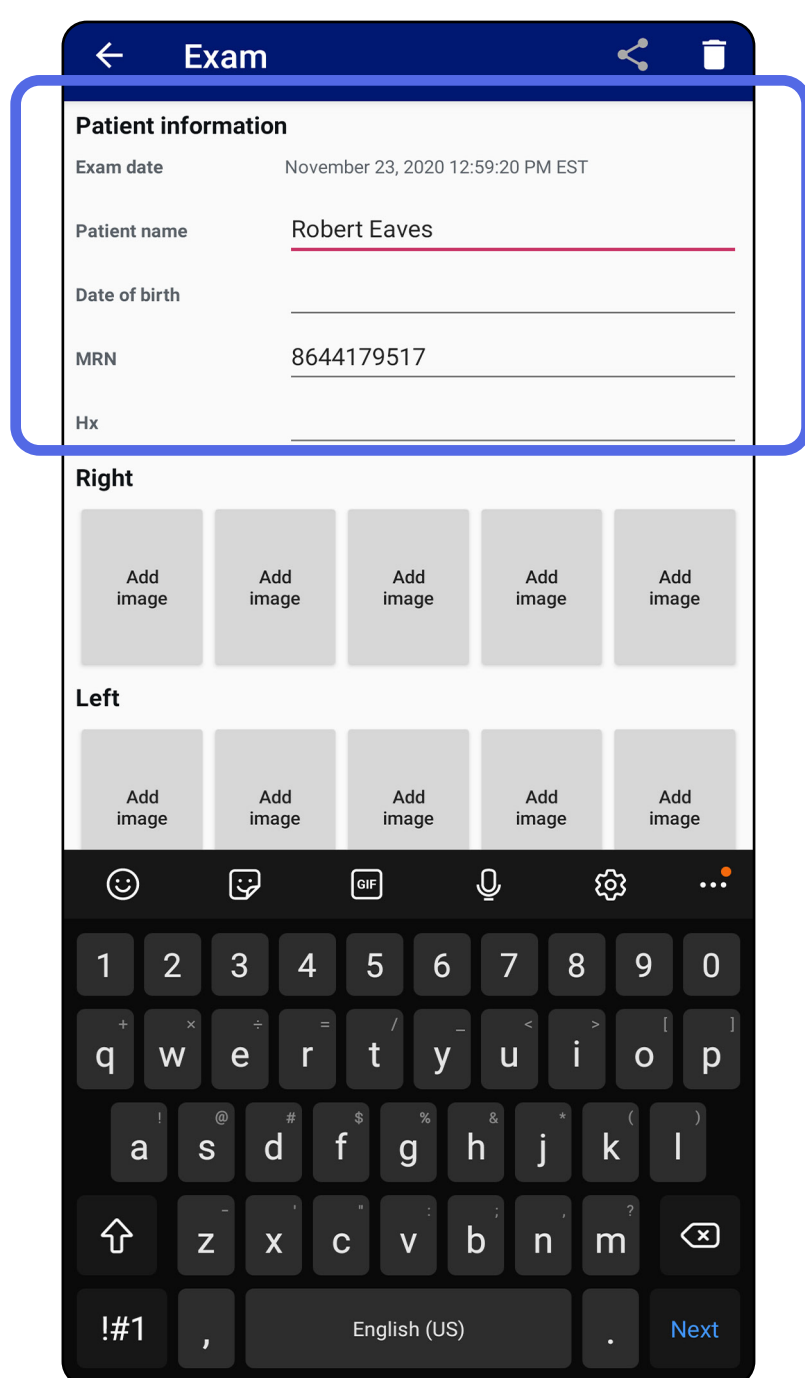 Exam
Patient information
Exam date November 23, 2020 12:59:20 PM EST
Patient name Robert Eaves
Date of birth
MRN 8644179517
Hx
Right
Add image Add image Add image Add image Add image
Left
Add image Add image Add image Add image Add image
GIF
1 2 3 4 5 6 7 8 9 0
+ × ÷ = / _ < > [ ]
q w e r t y u i o p
! @ # $ % & * ( )
a s d f g h j k l
- ' " : ; , ?
z x c v b n m
!#1 , English (US) . Next